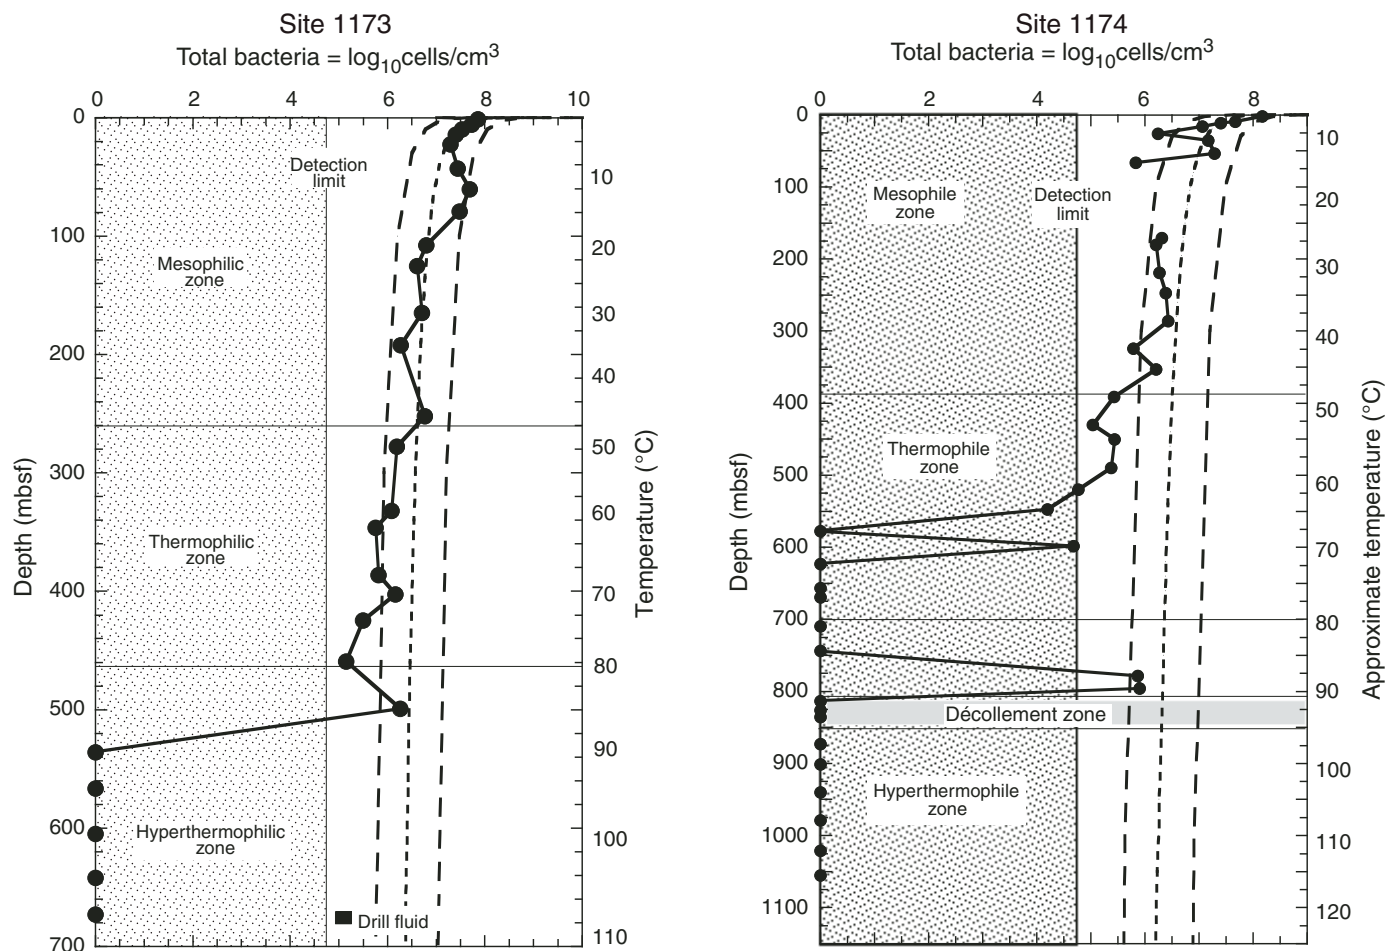 Site 1173
Total bacteria = log10cells/cm3
0 2 4 6 8 10
0
100
200
300
400
500
600
700
Depth (mbsf)
Detection
limit
Mesophilic
zone
Thermophilic
zone
Hyperthermophilic
zone
Drill fluid
10
20
30
40
50
60
70
80
90
100
110
Temperature (°C)
Site 1174
Total bacteria = log10cells/cm3
0 2 4 6 8
0
100
200
300
400
500
600
700
800
900
1000
1100
Depth (mbsf)
Mesophile
zone
Detection
limit
Thermophile
zone
Décollement zone
Hyperthermophile
zone
10
20
30
40
50
60
70
80
90
100
110
120
Approximate temperature (°C)